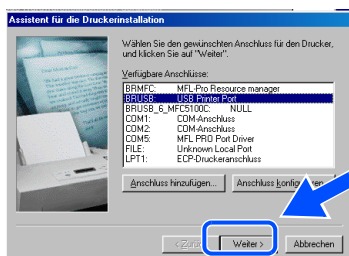 Assistent für die Druckerinstallation
Wählen Sie den gewünschten Anschluss für den Drucker,
und klicken Sie auf "Weiter".
Verfügbare Anschlüsse:
BRMFC: MFL-Pro Resource manager
BRUSB: USB Printer Port
BRUSB_6_MFC5100C: NULL
COM1: COM-Anschluss
COM2: COM-Anschluss
COM5: MFL PRO Port Driver
FILE: Unknown Local Port
LPT1: ECP-Druckeranschluss
Anschluss hinzufügen... Anschluss
Weiter > Abbrechen